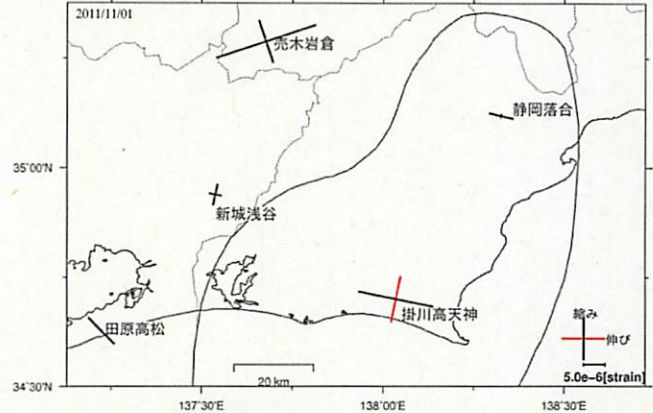 2011/11/01
売木岩倉
静岡落合
35°00'N
新城浅谷
掛川高天神
縮み
田原高松
伸び
5.0e-6[strain]
20 km
34°30'N
137°30'E
138°00'E
138°30'E